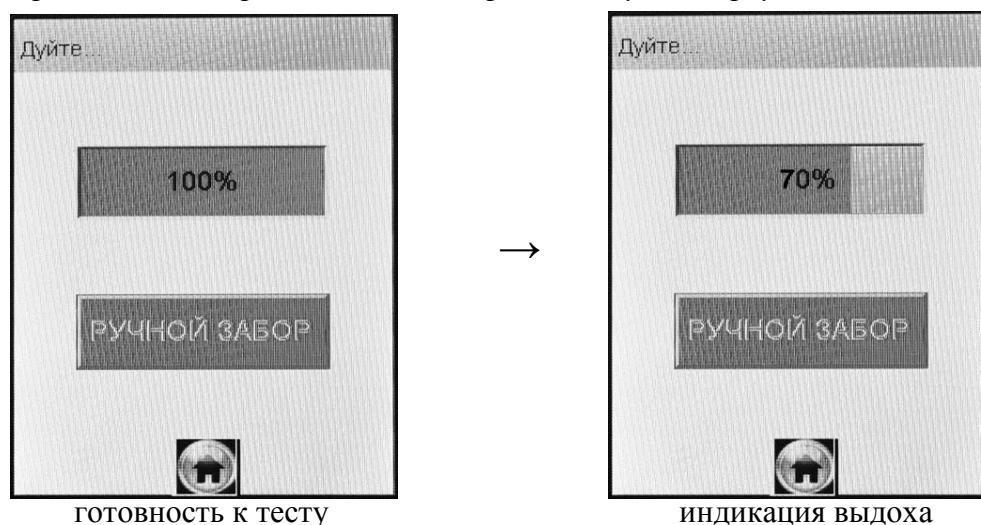 Дуйте...
100%
РУЧНОЙ ЗАБОР
готовность к тесту
→
Дуйте...
70%
РУЧНОЙ ЗАБОР
индикация выдоха